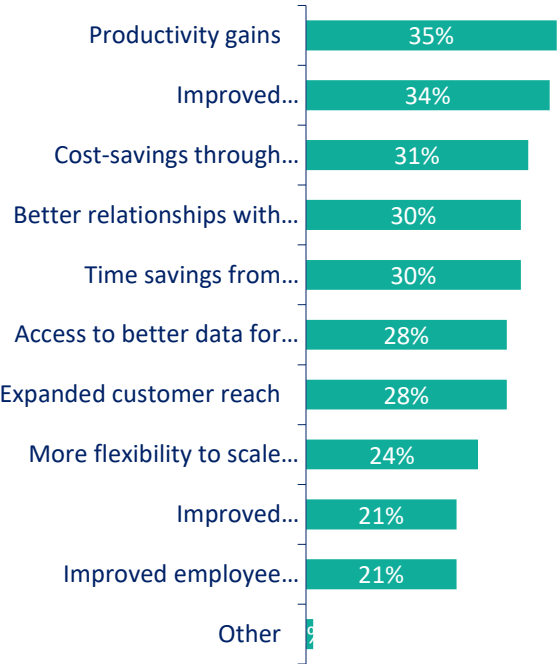 Productivity gains 35%
Improved... 34%
Cost-savings through... 31%
Better relationships with... 30%
Time savings from... 30%
Access to better data for... 28%
Expanded customer reach 28%
More flexibility to scale... 24%
Improved... 21%
Improved employee... 21%
Other